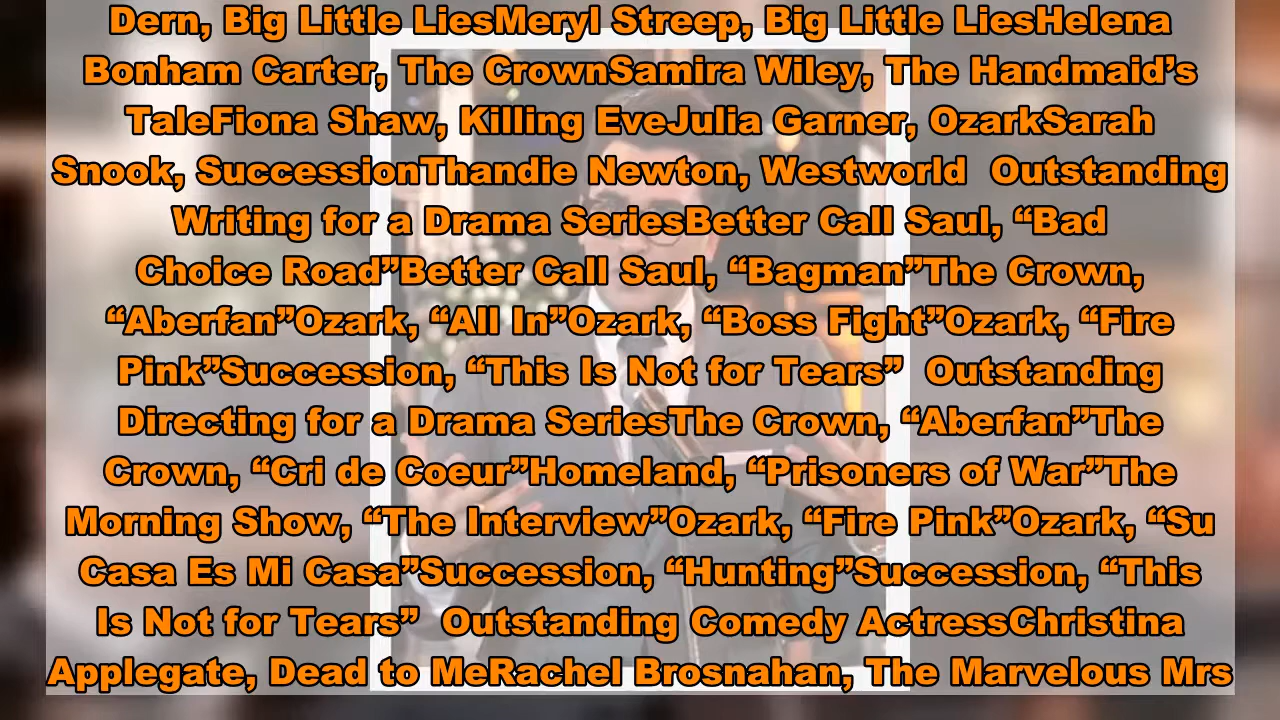 Dern, Big Little LiesMeryl Streep, Big Little LiesHelena
Bonham Carter, The CrownSamira Wiley, The Handmaid’s
TaleFiona Shaw, Killing EveJulia Garner, OzarkSarah
Snook, SuccessionThandie Newton, Westworld  Outstanding
Writing for a Drama SeriesBetter Call Saul, “Bad
Choice Road”Better Call Saul, “Bagman”The Crown,
“Aberfan”Ozark, “All In”Ozark, “Boss Fight”Ozark, “Fire
Pink”Succession, “This Is Not for Tears”  Outstanding
Directing for a Drama SeriesThe Crown, “Aberfan”The
Crown, “Cri de Coeur”Homeland, “Prisoners of War”The
Morning Show, “The Interview”Ozark, “Fire Pink”Ozark, “Su
Casa Es Mi Casa”Succession, “Hunting”Succession, “This
Is Not for Tears”  Outstanding Comedy ActressChristina
Applegate, Dead to MeRachel Brosnahan, The Marvelous Mrs